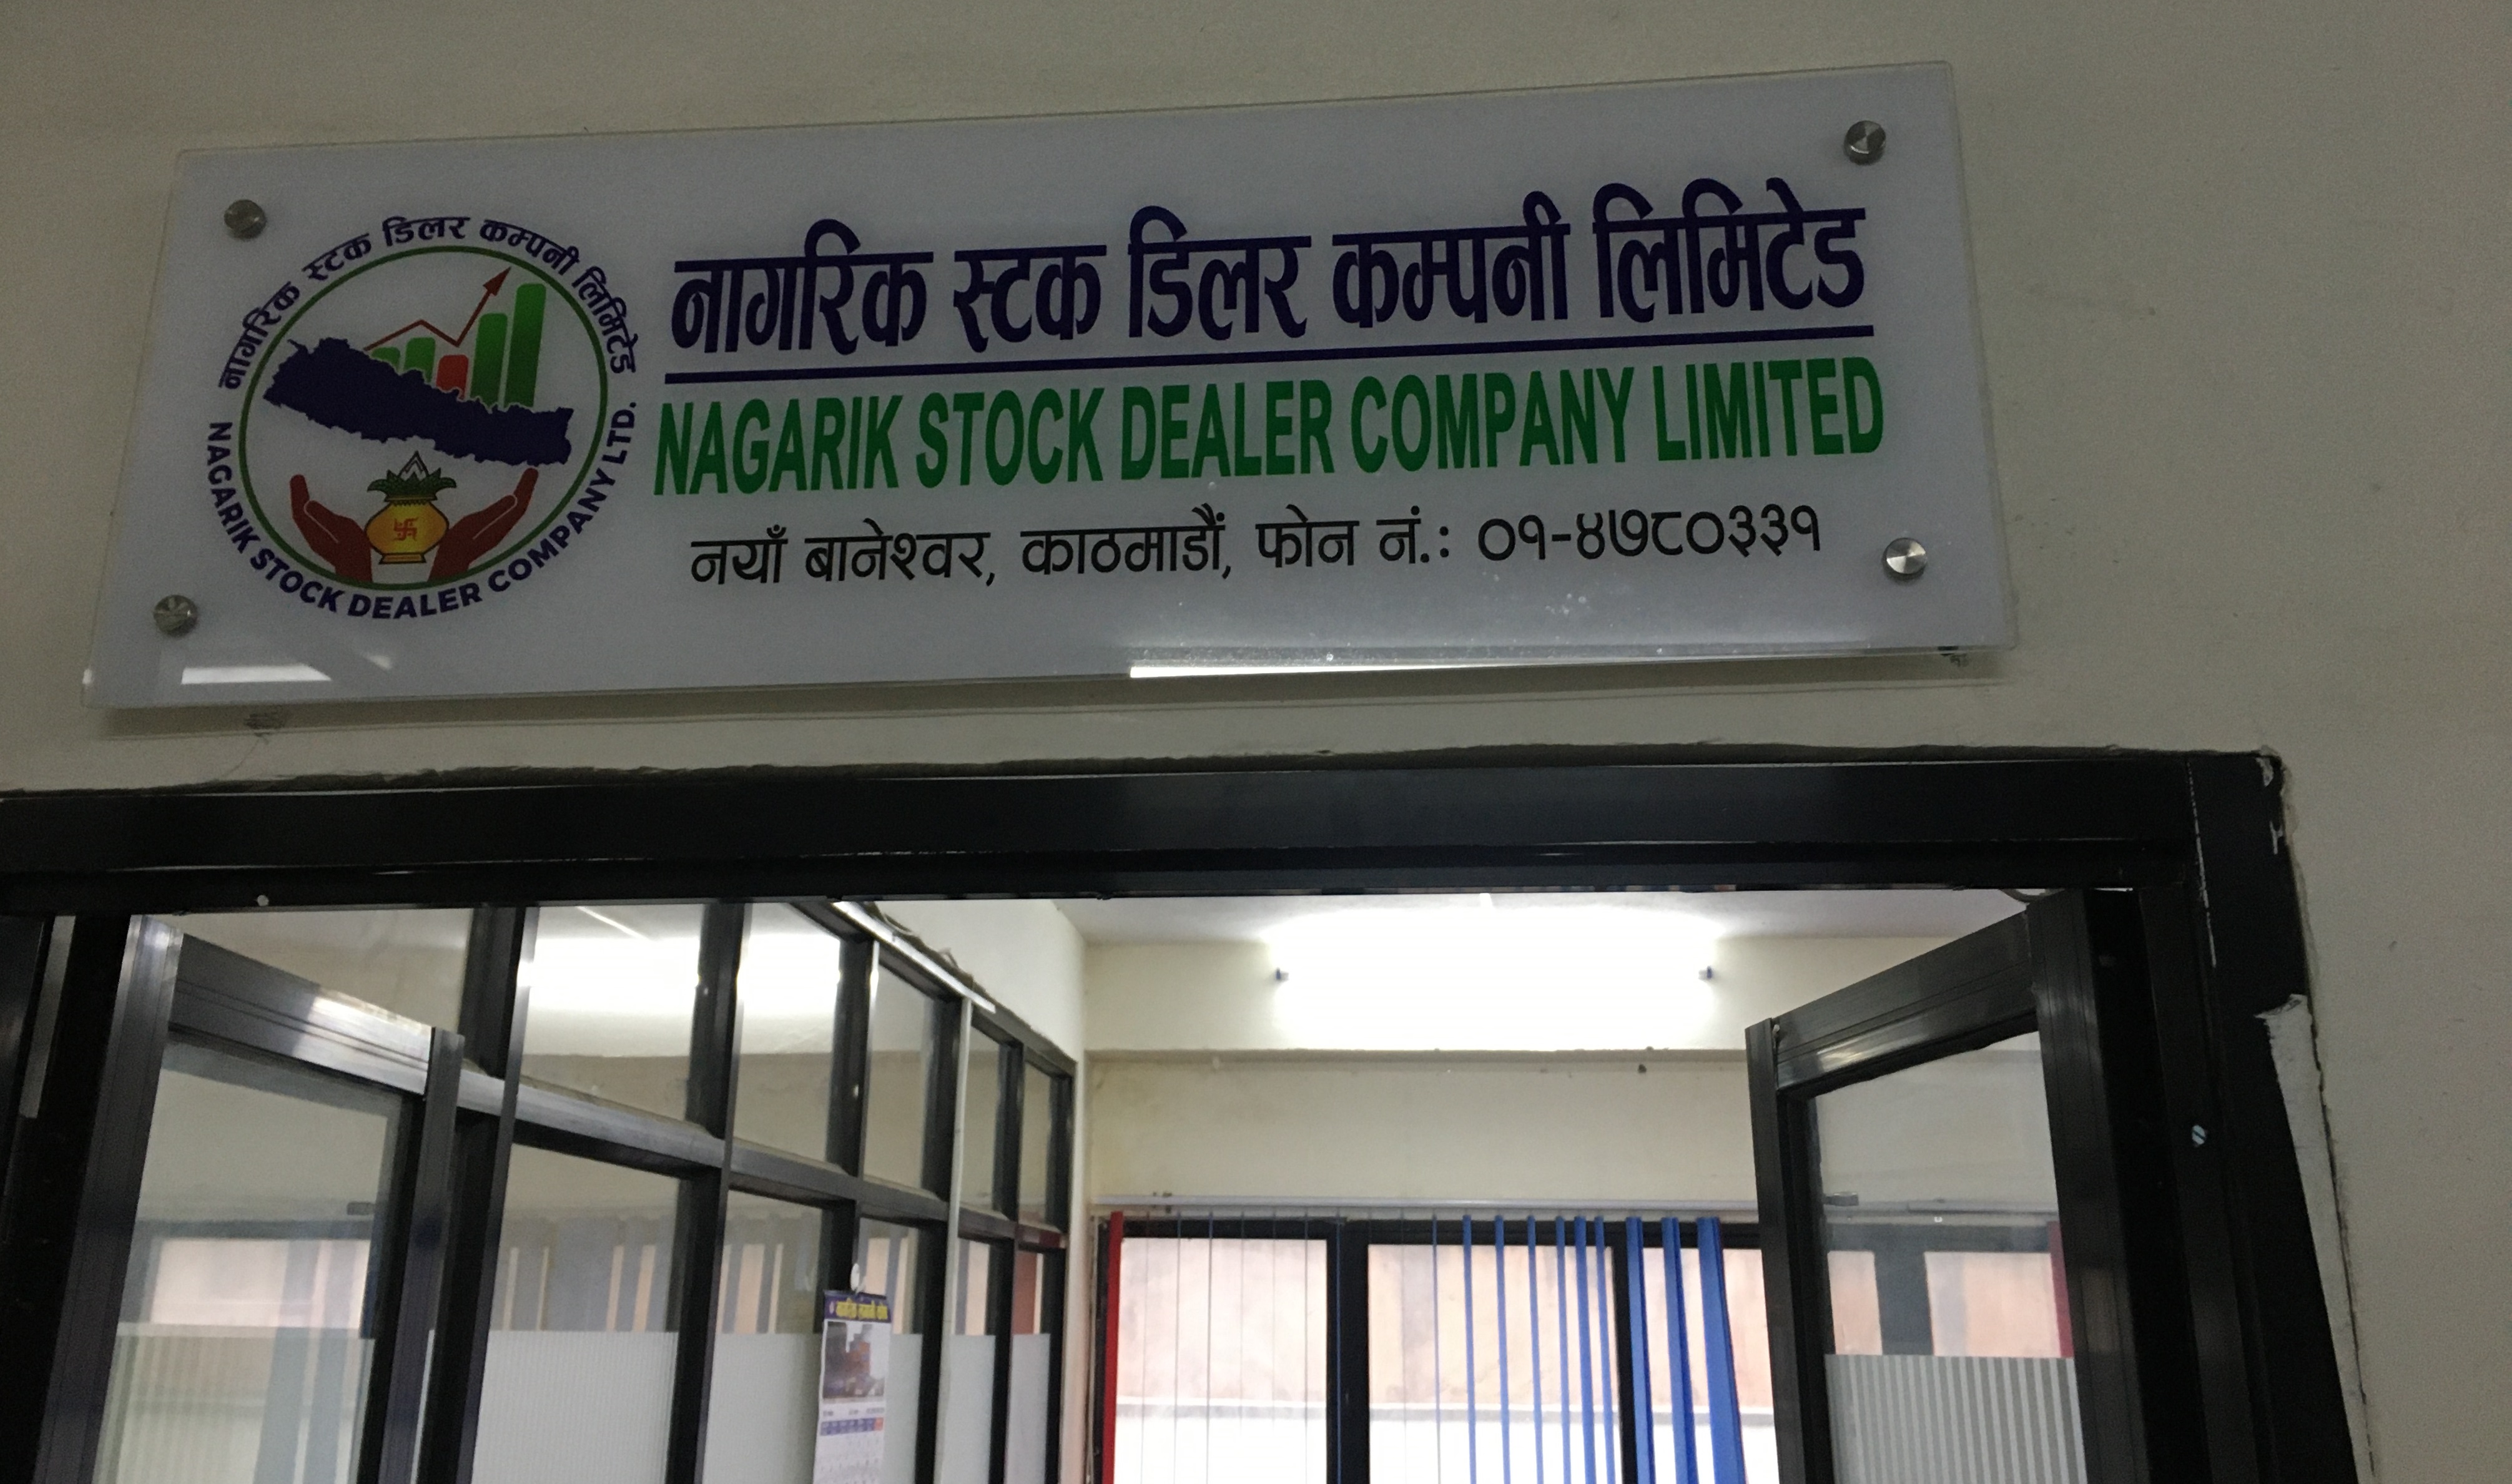 नागरिक स्टक डिलर कम्पनी लिमिटेड
NAGARIK STOCK DEALER COMPANY LTD.
नागरिक स्टक डिलर कम्पनी लिमिटेड
NAGARIK STOCK DEALER COMPANY LIMITED
नयाँ बानेश्वर, काठमाडौं, फोन नं.: ०१-४७८०३३१